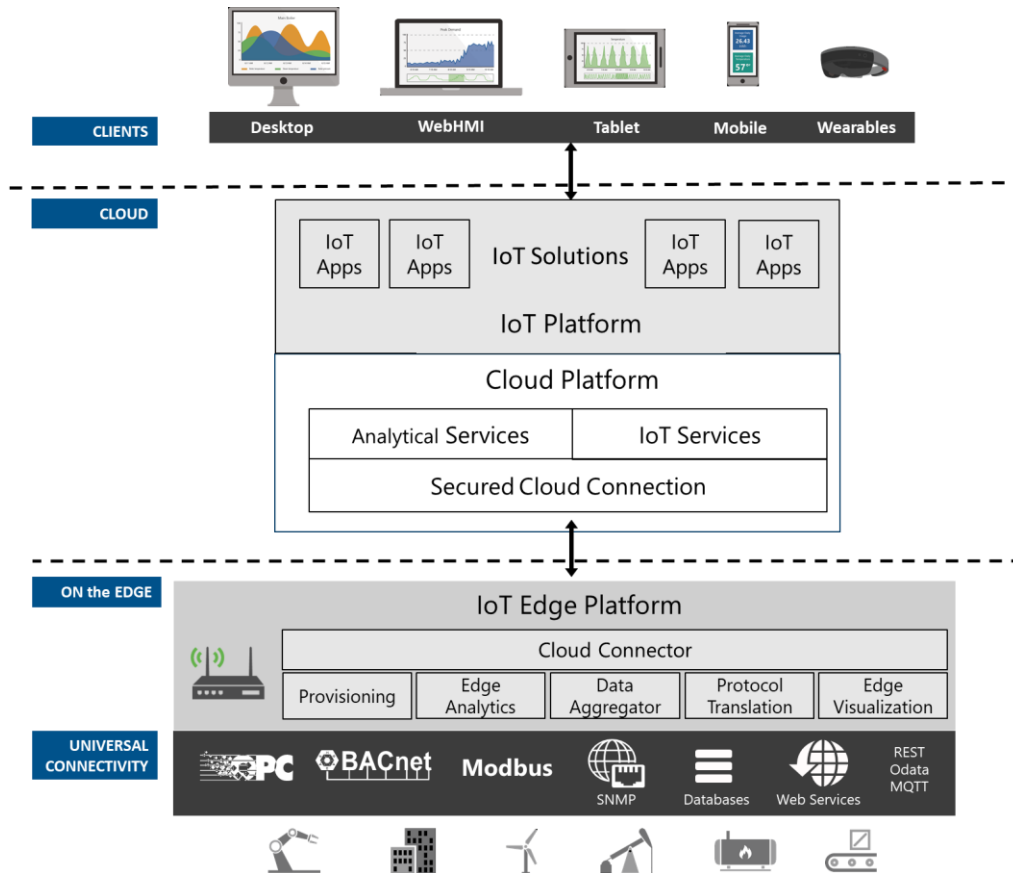 26.43
57
Desktop
WebHMI
Tablet
Mobile
Wearables
CLIENTS
CLOUD
IoT
Apps
IoT
Apps
IoT Solutions
IoT
Apps
IoT
Apps
IoT Platform
Cloud Platform
Analytical Services
IoT Services
Secured Cloud Connection
ON the EDGE
IoT Edge Platform
Cloud Connector
Provisioning
Edge
Analytics
Data
Aggregator
Protocol
Translation
Edge
Visualization
UNIVERSAL
CONNECTIVITY
OPC
BACnet
Modbus
SNMP
Databases
Web Services
REST
Odata
MQTT